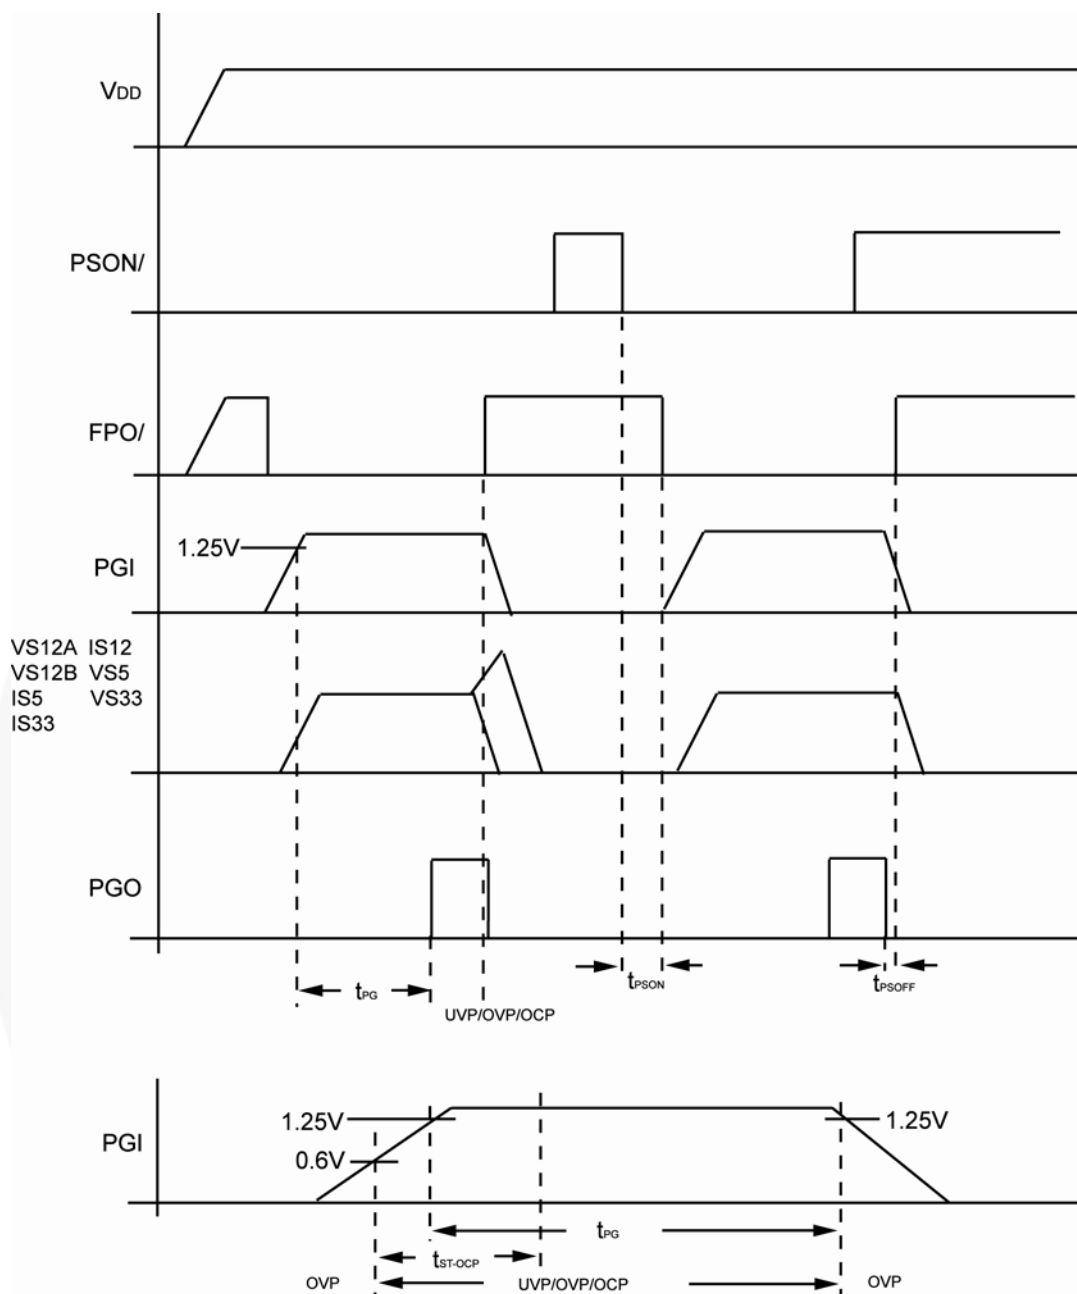 VDD
PSON/
FPO/
1.25V
PGI
VS12A IS12
VS12B VS5
IS5 VS33
IS33
PGO
tPG
tPSON
tPSOFF
UVP/OVP/OCP
1.25V
1.25V
PGI
0.6V
tPG
tST-OCP
OVP
UVP/OVP/OCP
OVP